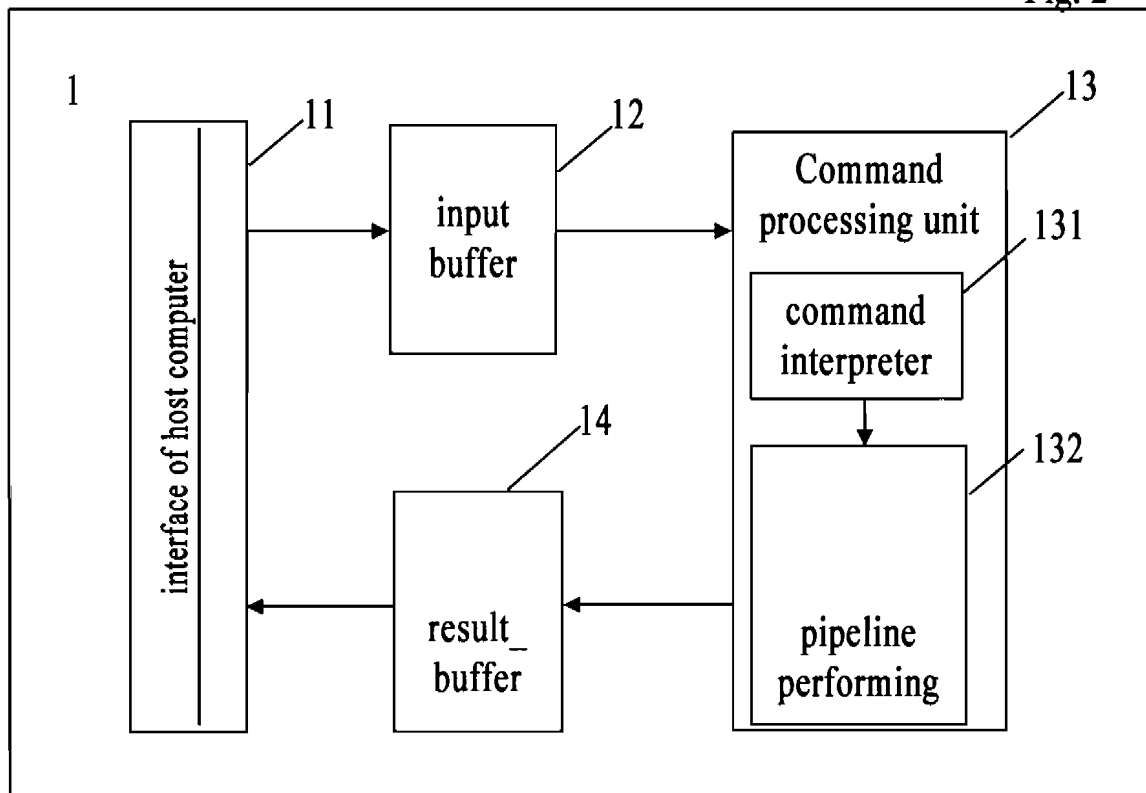 Fig. 2
1
11
12
13
interface of host computer
input
buffer
Command
processing unit
131
command
interpreter
14
132
result_
buffer
pipeline
performing